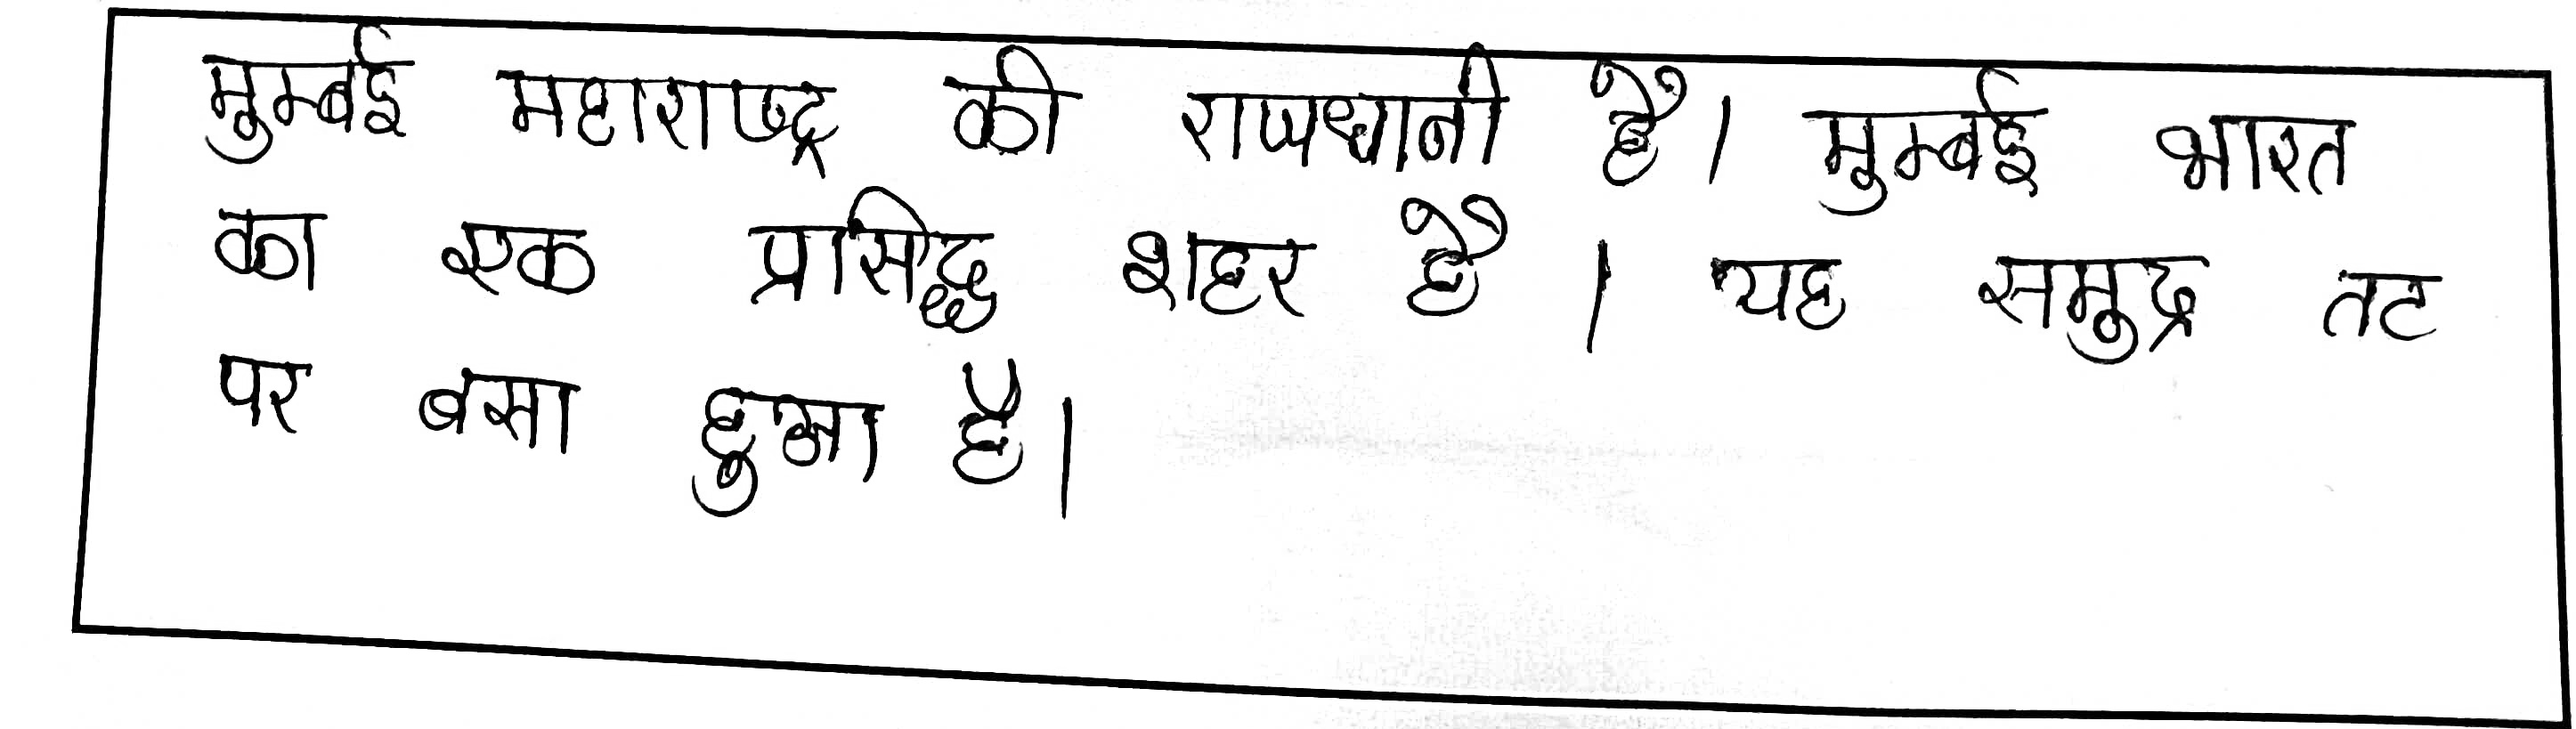 मुम्बई महाराष्ट्र की राजधानी है। मुम्बई भारत
का एक प्रसिद्ध शहर है । यह समुद्र तट
पर बसा हुआ है।